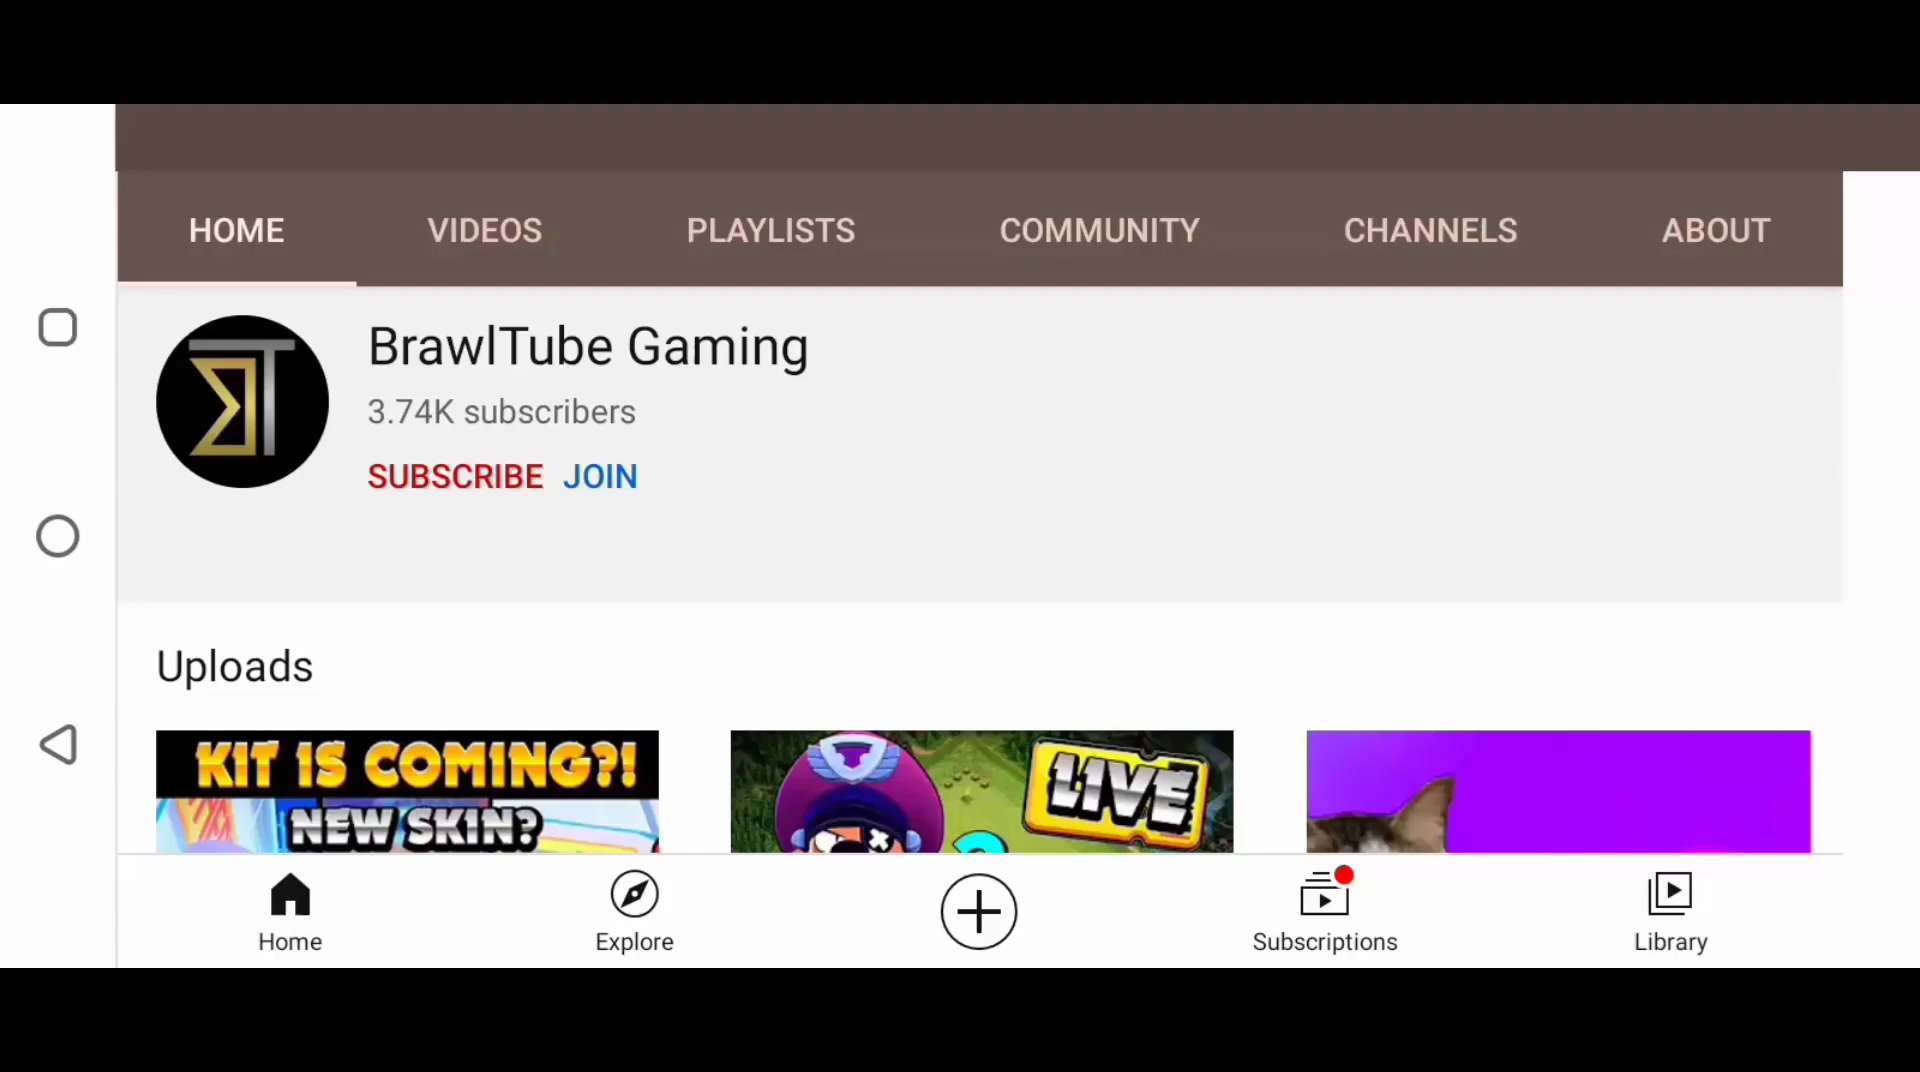 HOME VIDEOS PLAYLISTS COMMUNITY CHANNELS ABOUT
BrawlTube Gaming
3.74K subscribers
SUBSCRIBE JOIN
Uploads
KIT IS COMING?!
NEW SKIN?
LIVE
Home Explore Subscriptions Library